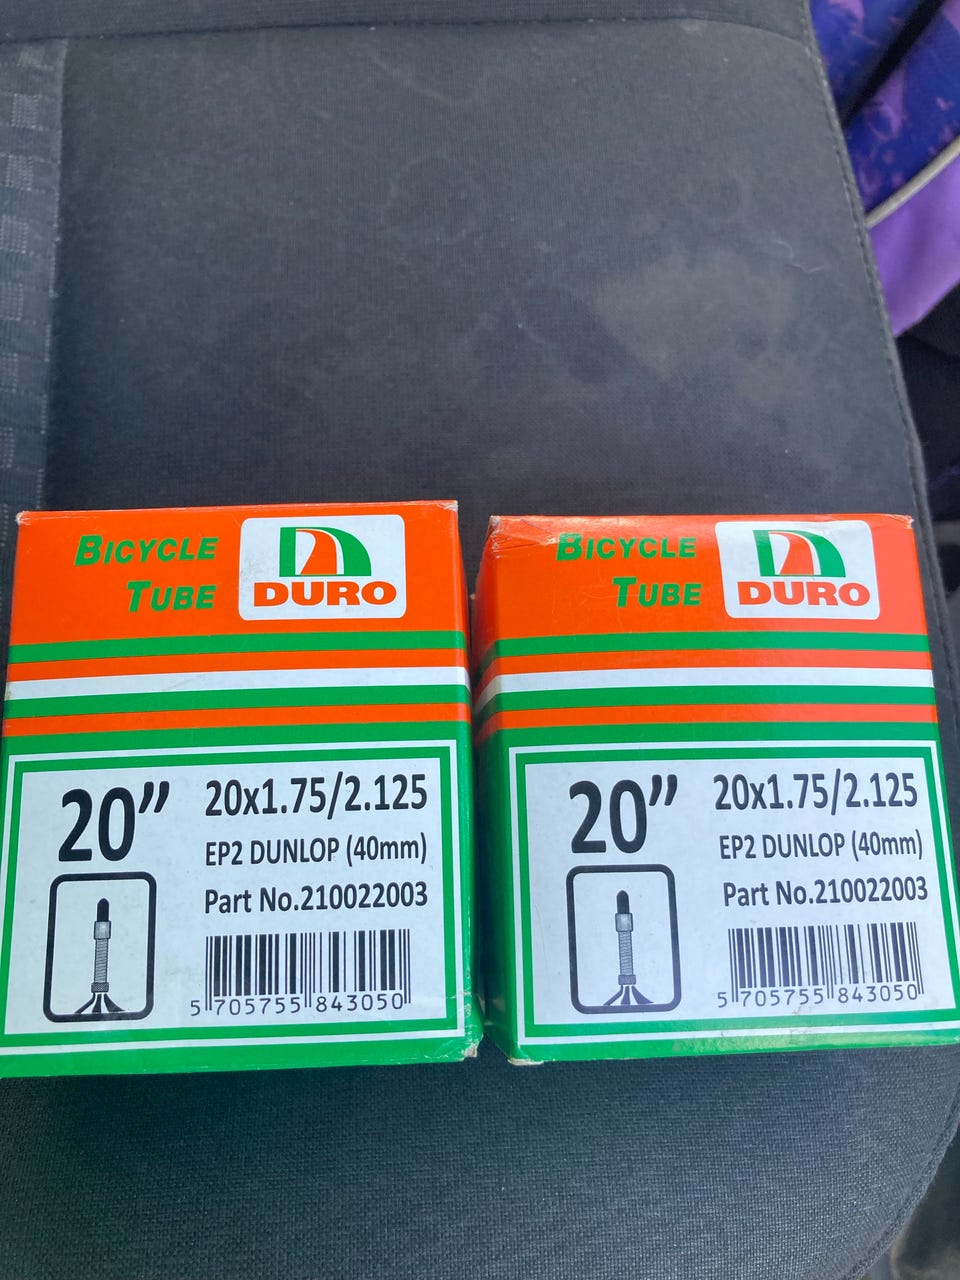 BICYCLE
TUBE
DURO
20"
20x1.75/2.125
EP2 DUNLOP (40mm)
Part No.210022003
5 705755 843050
BICYCLE
TUBE
DURO
20"
20x1.75/2.125
EP2 DUNLOP (40mm)
Part No.210022003
5 705755 843050